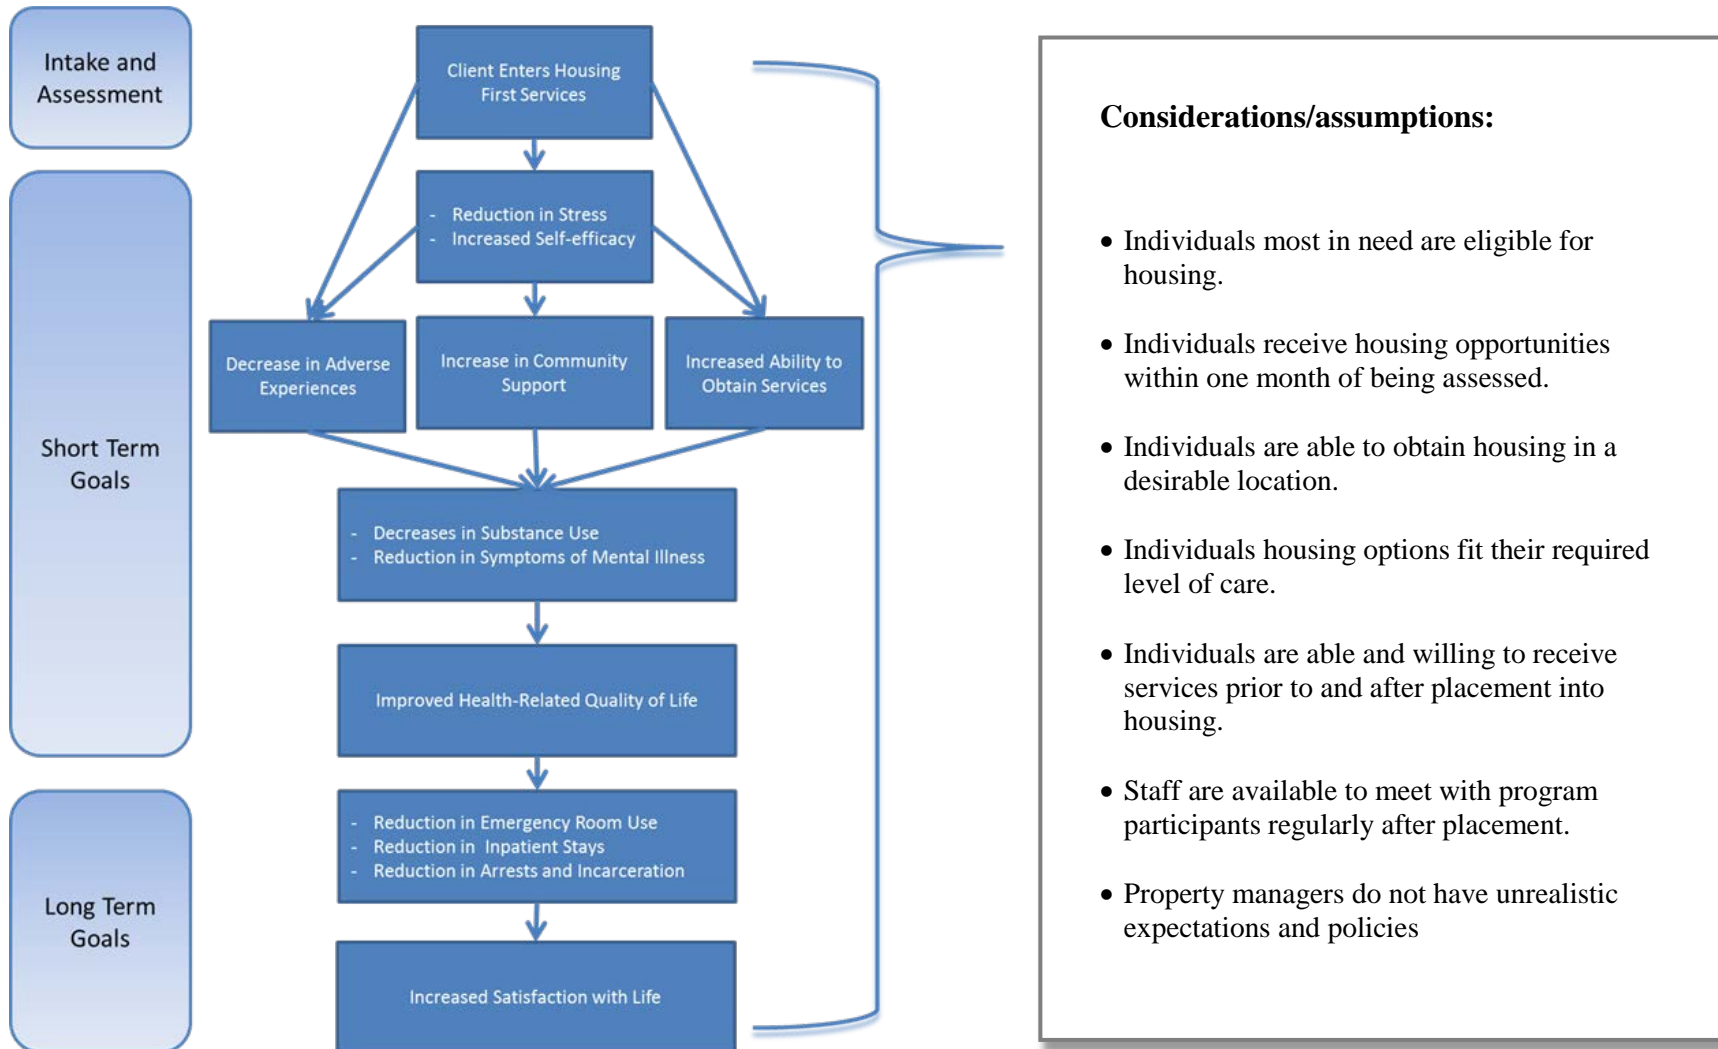 Intake and
Assessment
Short Term
Goals
Long Term
Goals
Client Enters Housing
First Services
- Reduction in Stress
- Increased Self-efficacy
Decrease in Adverse
Experiences
Increase in Community
Support
Increased Ability to
Obtain Services
- Decreases in Substance Use
- Reduction in Symptoms of Mental Illness
Improved Health-Related Quality of Life
- Reduction in Emergency Room Use
- Reduction in Inpatient Stays
- Reduction in Arrests and Incarceration
Increased Satisfaction with Life
Considerations/assumptions:
• Individuals most in need are eligible for
housing.
• Individuals receive housing opportunities
within one month of being assessed.
• Individuals are able to obtain housing in a
desirable location.
• Individuals housing options fit their required
level of care.
• Individuals are able and willing to receive
services prior to and after placement into
housing.
• Staff are available to meet with program
participants regularly after placement.
• Property managers do not have unrealistic
expectations and policies